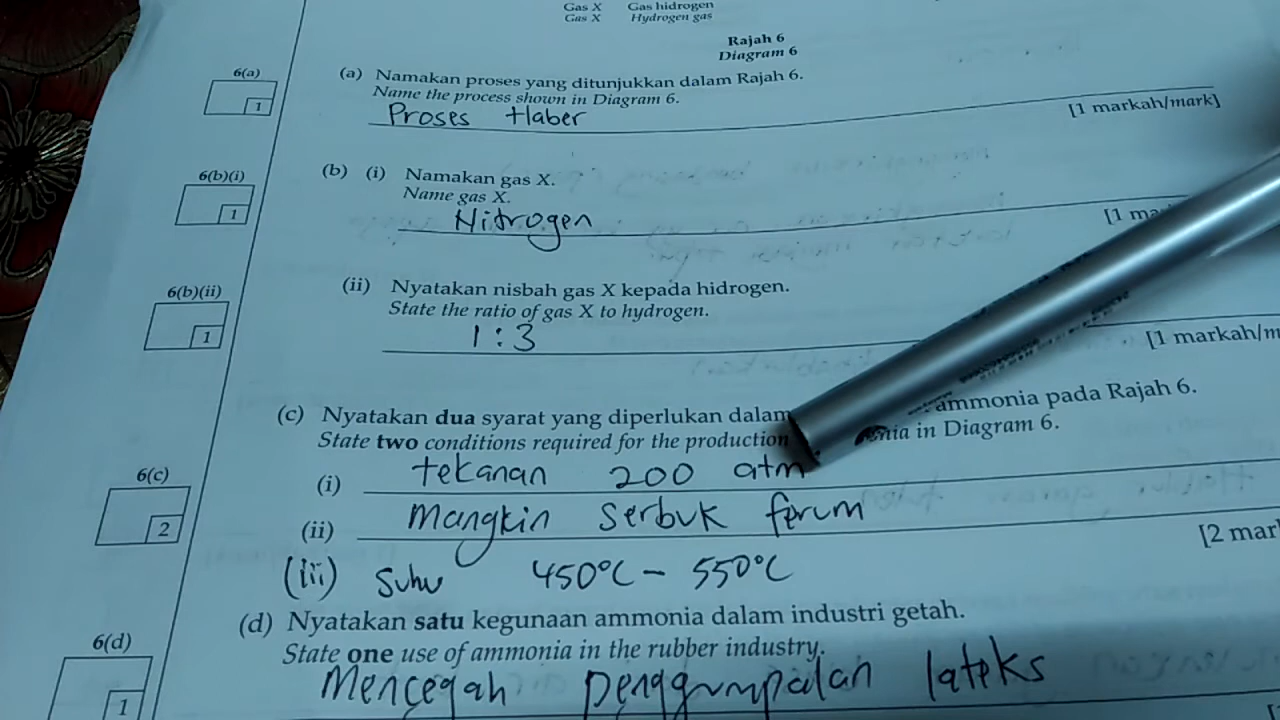 Gas X Gas hidrogen
Gas X Hydrogen gas
Rajah 6
Diagram 6
6(a)
1
(a) Namakan proses yang ditunjukkan dalam Rajah 6.
Name the process shown in Diagram 6.
Proses Haber
[1 markah/mark]
6(b)(i)
1
(b) (i) Namakan gas X.
Name gas X.
Nitrogen
[1
6(b)(ii)
1
(ii) Nyatakan nisbah gas X kepada hidrogen.
State the ratio of gas X to hydrogen.
1 : 3
[1 markah/m
(c) Nyatakan dua syarat yang diperlukan dalam ammonia pada Rajah 6.
State two conditions required for the production in Diagram 6.
6(c)
2
(i) tekanan 200 atm
(ii) Mangkin serbuk ferum
[2 mar
(iii) Suhu 450°C – 550°C
6(d)
1
(d) Nyatakan satu kegunaan ammonia dalam industri getah.
State one use of ammonia in the rubber industry.
Mencegah penggumpalan lateks